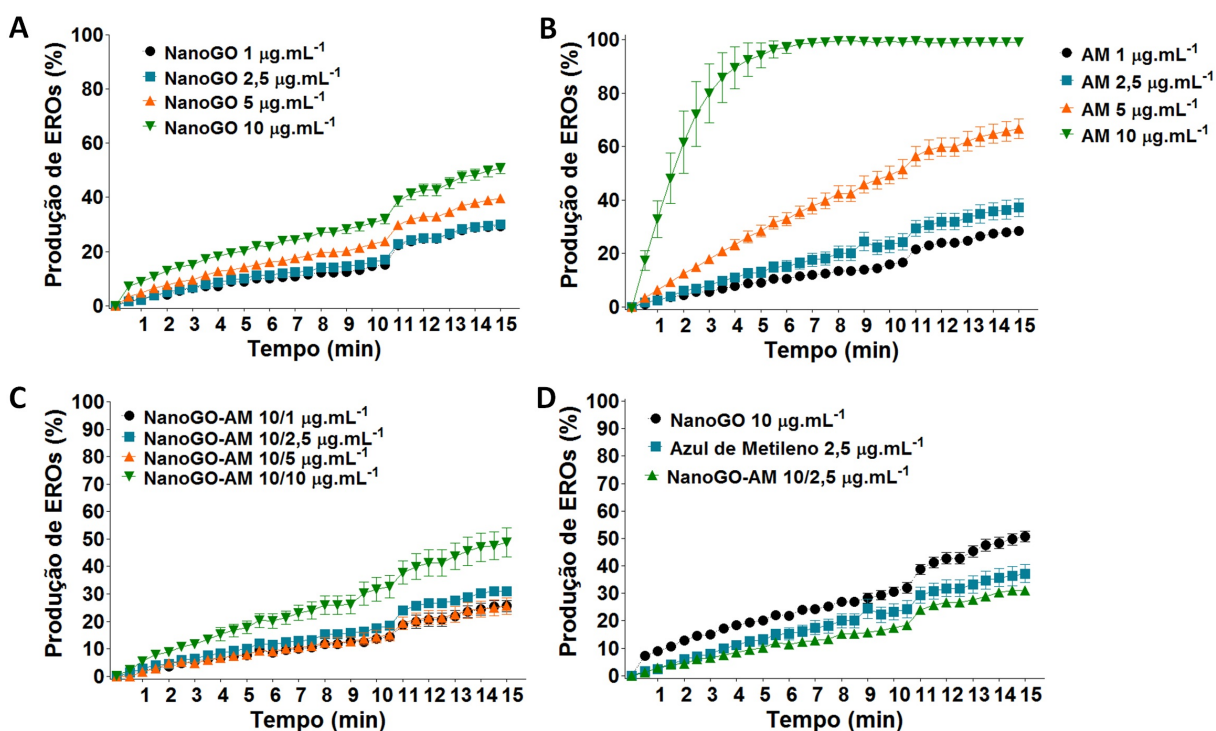 A
Produção de EROs (%)
100
80
60
40
20
0
NanoGO 1 µg.mL⁻¹
NanoGO 2,5 µg.mL⁻¹
NanoGO 5 µg.mL⁻¹
NanoGO 10 µg.mL⁻¹
1 2 3 4 5 6 7 8 9 10 11 12 13 14 15
Tempo (min)
B
Produção de EROs (%)
100
80
60
40
20
0
AM 1 µg.mL⁻¹
AM 2,5 µg.mL⁻¹
AM 5 µg.mL⁻¹
AM 10 µg.mL⁻¹
1 2 3 4 5 6 7 8 9 10 11 12 13 14 15
Tempo (min)
C
Produção de EROs (%)
100
90
80
70
60
50
40
30
20
10
0
NanoGO-AM 10/1 µg.mL⁻¹
NanoGO-AM 10/2,5 µg.mL⁻¹
NanoGO-AM 10/5 µg.mL⁻¹
NanoGO-AM 10/10 µg.mL⁻¹
1 2 3 4 5 6 7 8 9 10 11 12 13 14 15
Tempo (min)
D
Produção de EROs (%)
100
90
80
70
60
50
40
30
20
10
0
NanoGO 10 µg.mL⁻¹
Azul de Metileno 2,5 µg.mL⁻¹
NanoGO-AM 10/2,5 µg.mL⁻¹
1 2 3 4 5 6 7 8 9 10 11 12 13 14 15
Tempo (min)